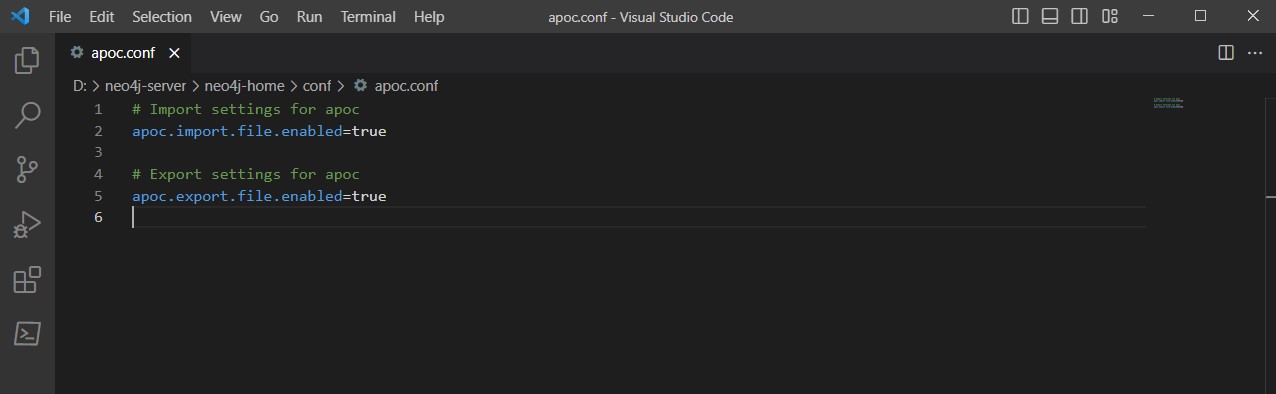 File Edit Selection View Go Run Terminal Help apoc.conf - Visual Studio Code
apoc.conf
D: > neo4j-server > neo4j-home > conf > apoc.conf
1 # Import settings for apoc
2 apoc.import.file.enabled=true
3
4 # Export settings for apoc
5 apoc.export.file.enabled=true
6